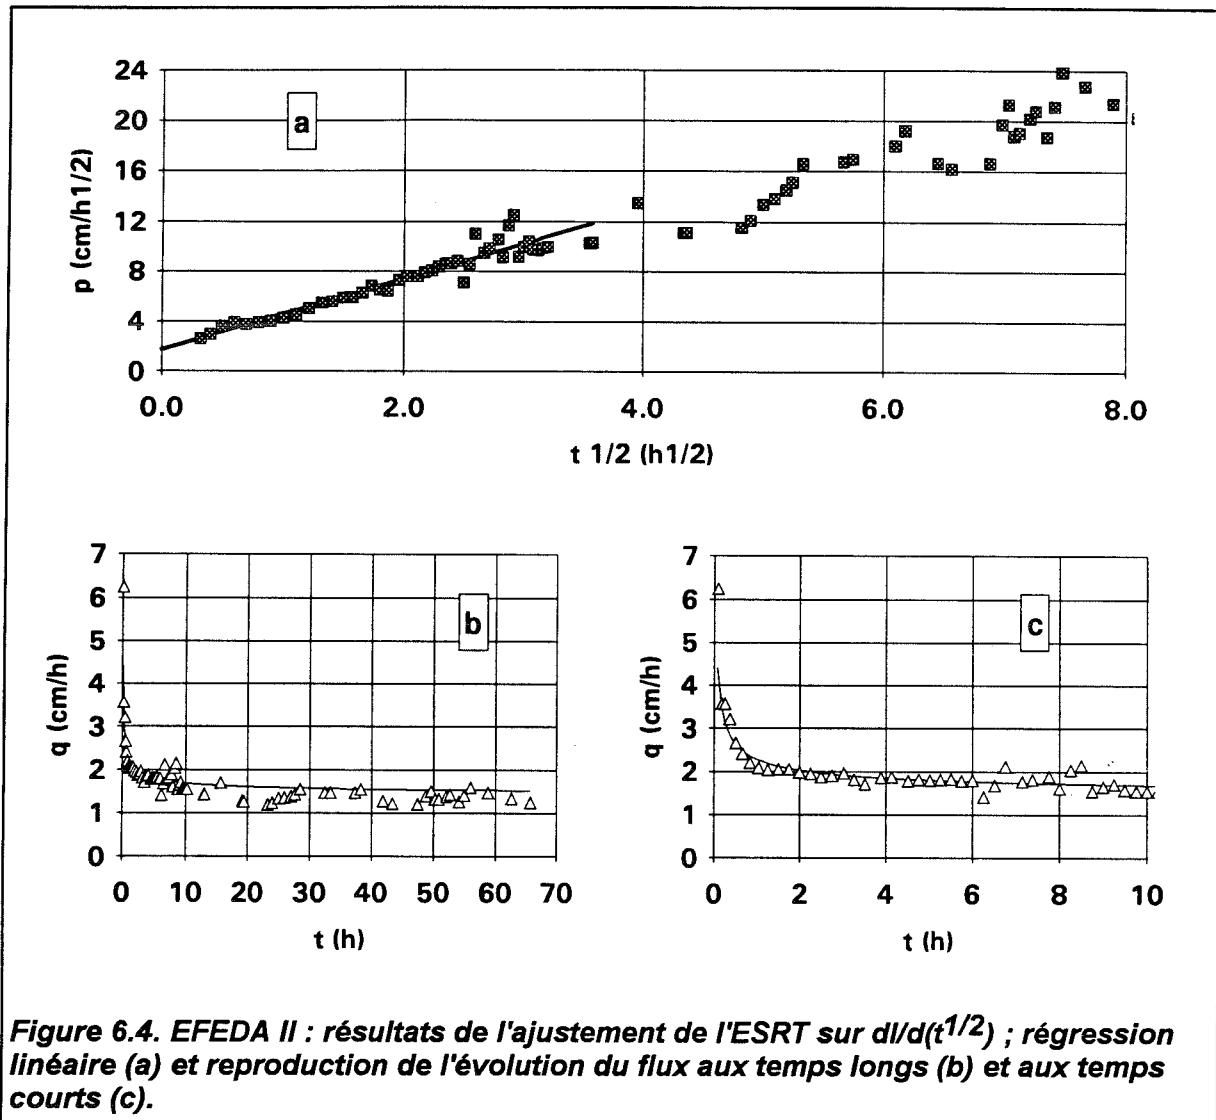 24
20
16
12
8
4
0
p (cm/h1/2)
a
0.0 2.0 4.0 6.0 8.0
t 1/2 (h1/2)
7
6
5
4
3
2
1
0
q (cm/h)
b
0 10 20 30 40 50 60 70
t (h)
7
6
5
4
3
2
1
0
q (cm/h)
c
0 2 4 6 8 10
t (h)
Figure 6.4. EFEDA II : résultats de l'ajustement de l'ESRT sur dI/d(t1/2) ; régression
linéaire (a) et reproduction de l'évolution du flux aux temps longs (b) et aux temps
courts (c).